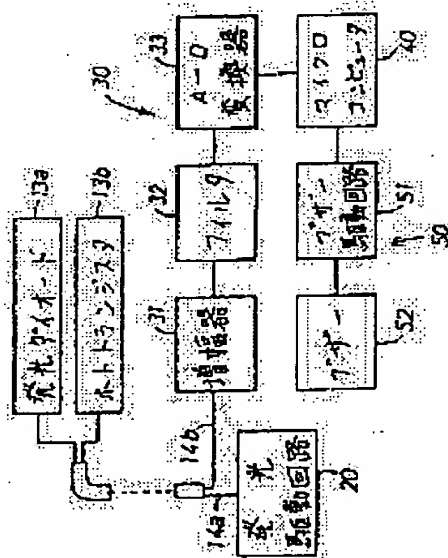 発光ダイオード
13a
ホトトランジスタ
13b
30
増幅器
31
フィルタ
32
A-D
変換器
33
14b
14a
発光
駆動回路
20
ブザー
52
ブザー
駆動回路
51
50
マイクロ
コンピュータ
40